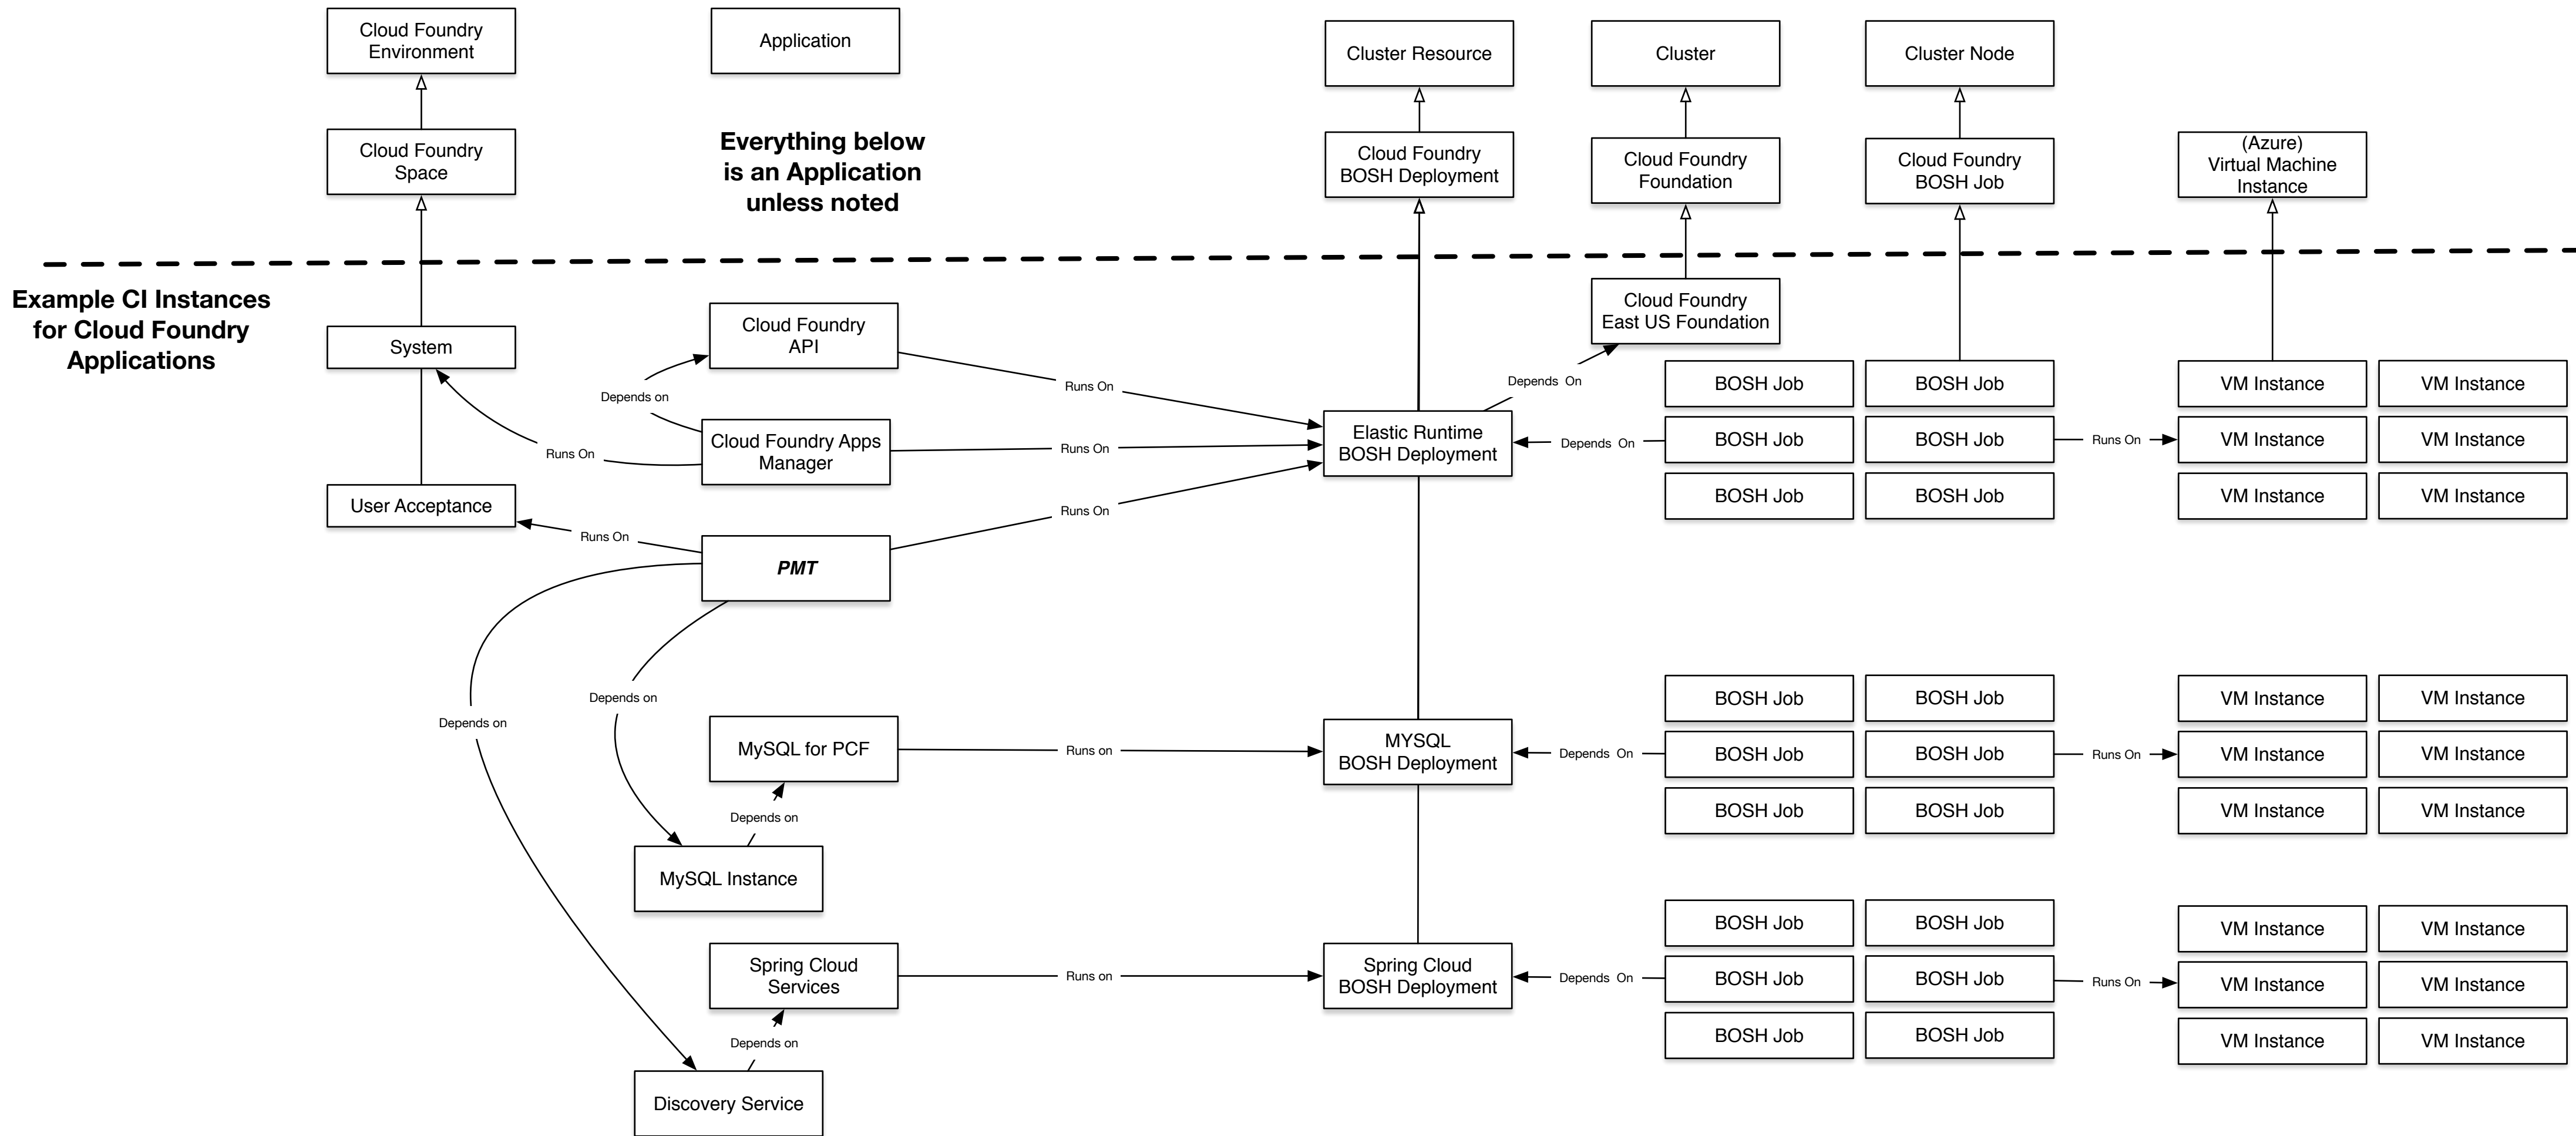 Cloud Foundry
Environment
Application
Cluster Resource
Cluster
Cluster Node
Cloud Foundry
Space
Everything below
is an Application
unless noted
Cloud Foundry
BOSH Deployment
Cloud Foundry
Foundation
Cloud Foundry
BOSH Job
(Azure)
Virtual Machine
Instance
Example CI Instances
for Cloud Foundry
Applications
System
Cloud Foundry
API
Cloud Foundry
East US Foundation
Depends on
Runs On
Depends On
BOSH Job
BOSH Job
VM Instance
VM Instance
Runs On
Cloud Foundry Apps
Manager
Runs On
Elastic Runtime
BOSH Deployment
Depends On
BOSH Job
BOSH Job
Runs On
VM Instance
VM Instance
User Acceptance
Runs On
BOSH Job
BOSH Job
VM Instance
VM Instance
Runs On
PMT
Depends on
Depends on
BOSH Job
BOSH Job
VM Instance
VM Instance
MySQL for PCF
Runs on
MYSQL
BOSH Deployment
Depends On
BOSH Job
BOSH Job
Runs On
VM Instance
VM Instance
Depends on
BOSH Job
BOSH Job
VM Instance
VM Instance
MySQL Instance
BOSH Job
BOSH Job
VM Instance
VM Instance
Spring Cloud
Services
Runs on
Spring Cloud
BOSH Deployment
Depends On
BOSH Job
BOSH Job
Runs On
VM Instance
VM Instance
Depends on
BOSH Job
BOSH Job
VM Instance
VM Instance
Discovery Service